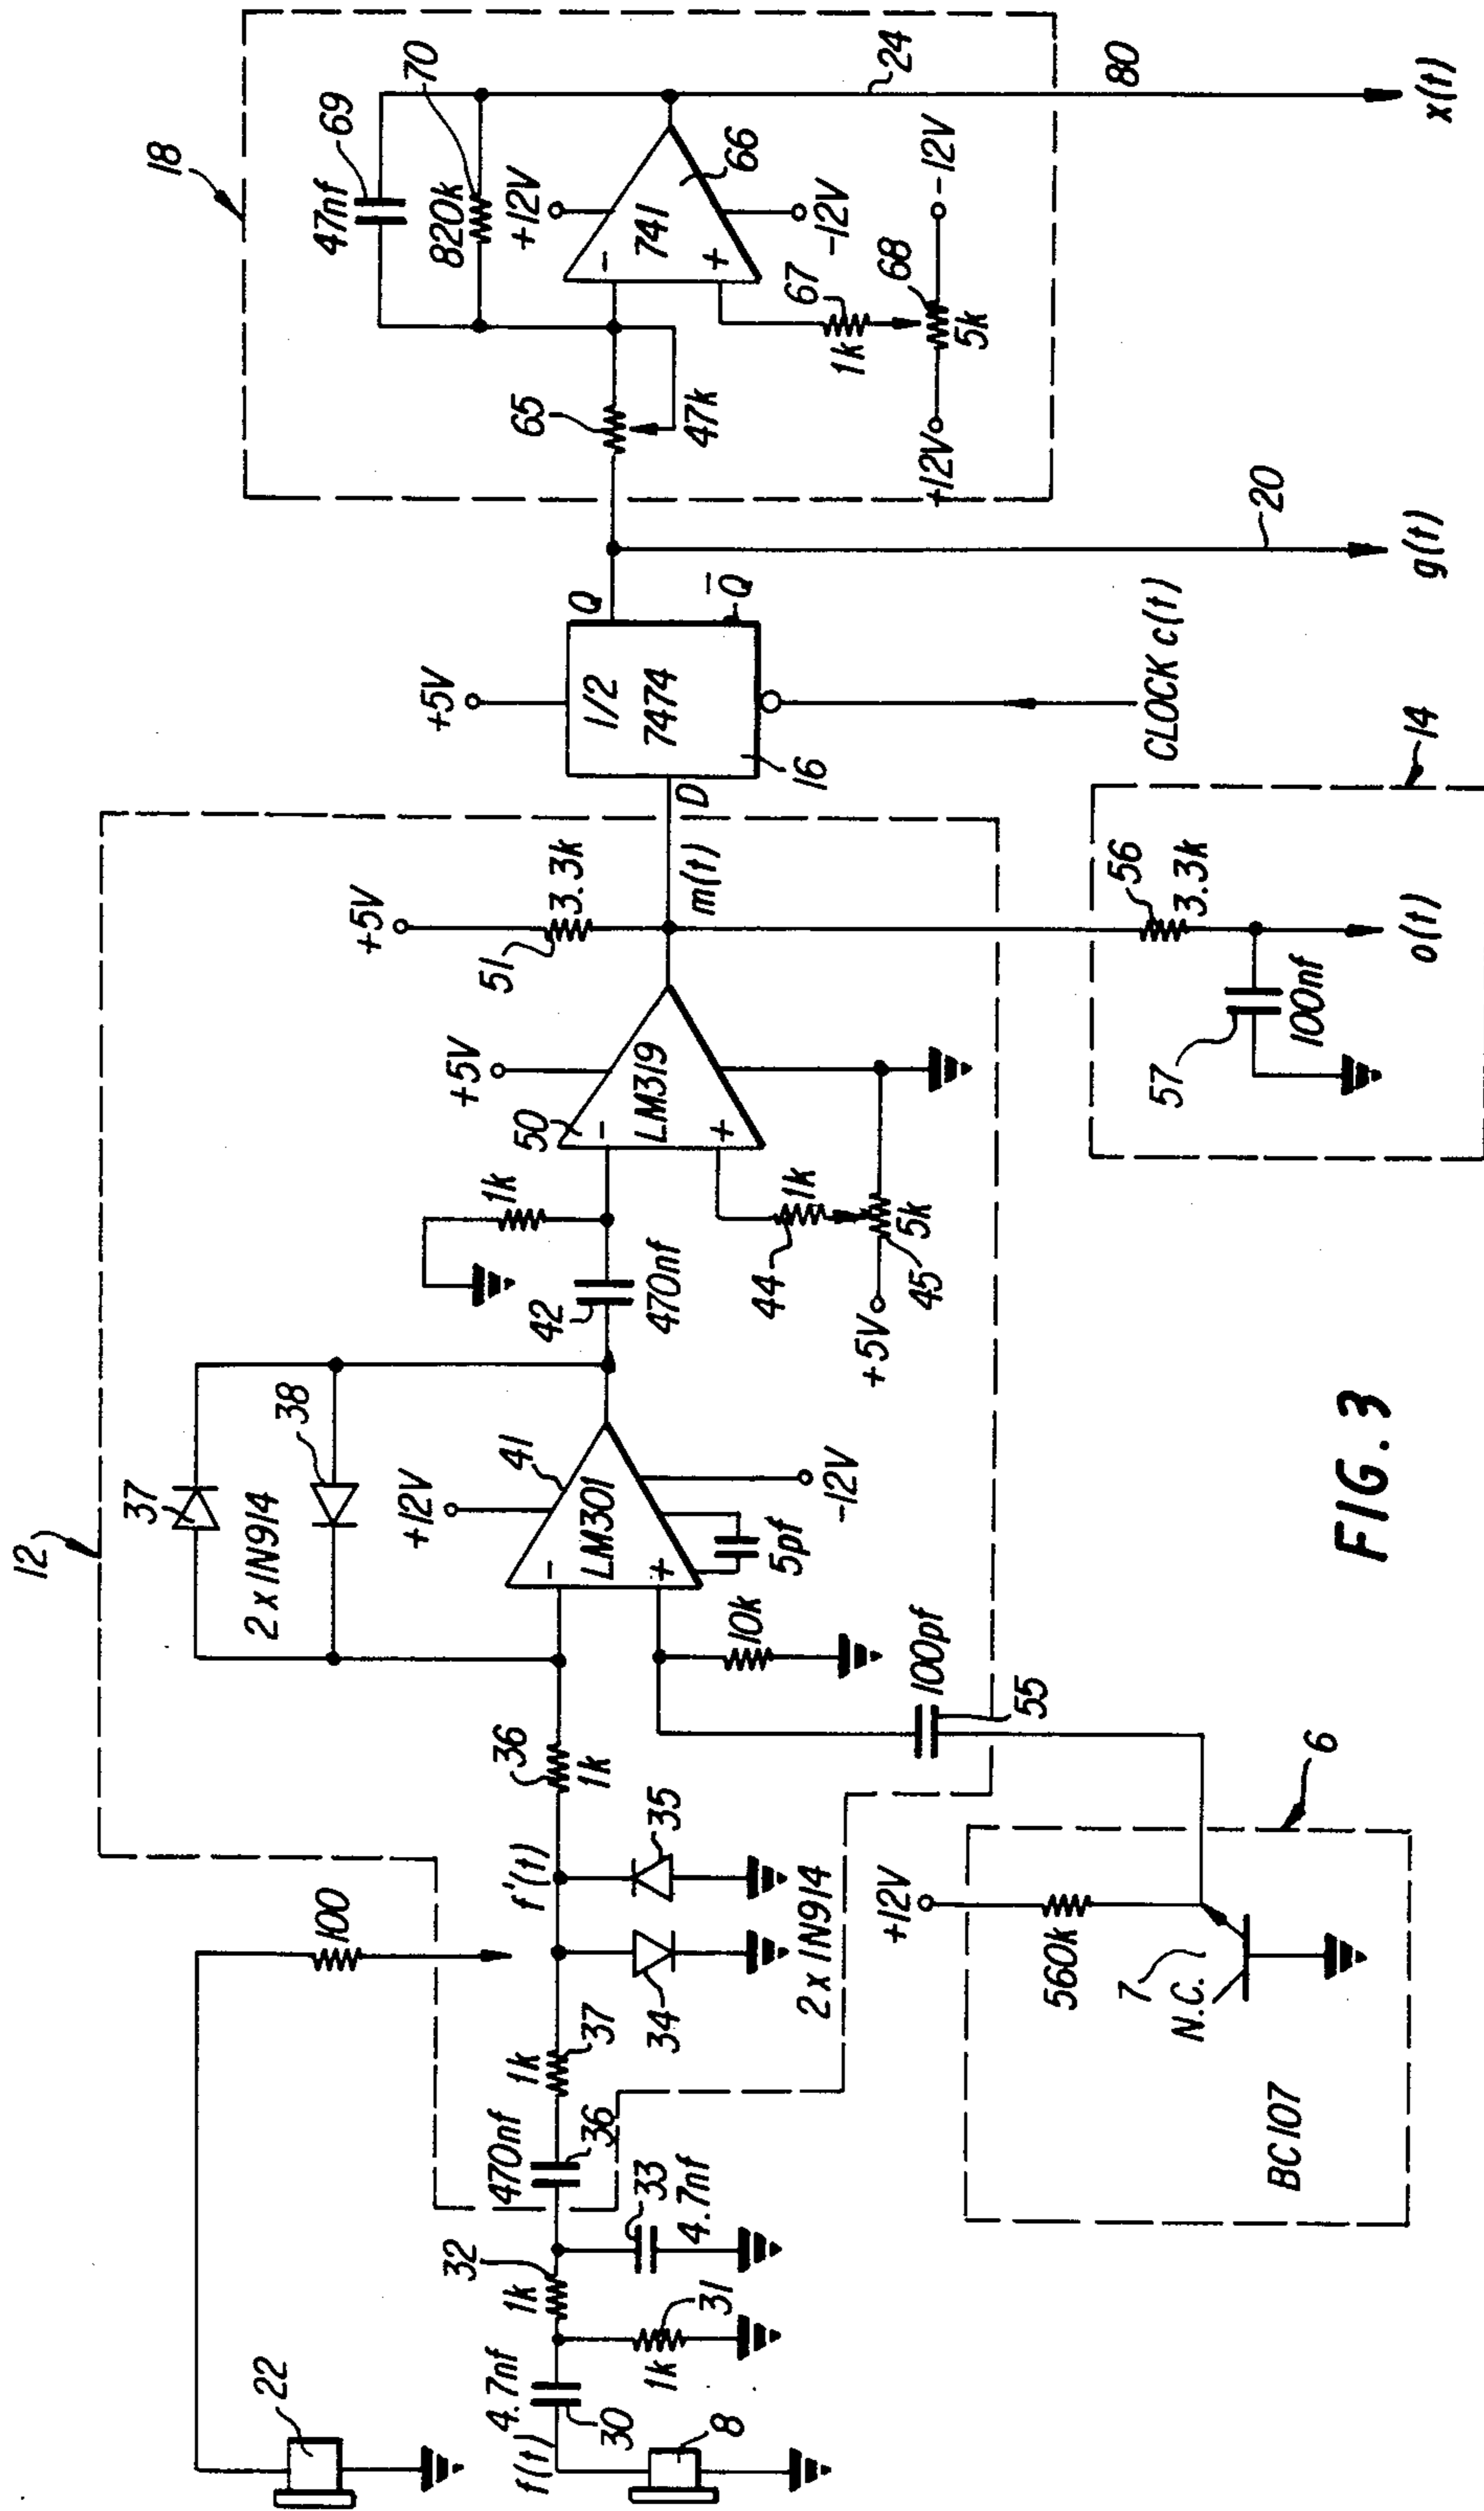 12
37
2 x 1N914
38
+12V
41
LM301
-
+
5pf
-12V
10k
100pf
55
36
1k
f'(t)
35
34
2 x 1N914
100
1k
37
470nf
36
32
1k
33
4.7nf
31
1k
4.7nf
30
f(t)
22
8
42
470nf
1k
50
+5V
LM319
-
+
44
1k
45
5k
+5V
+5V
51
3.3k
m(t)
D
+5V
1/2
7474
16
Q
Q̄
CLOCK c(t)
14
56
3.3k
57
100nf
o(t)
20
g(t)
18
47nf
69
70
820k
+12V
741
-
+
66
-12V
65
47k
67
1k
68
5k
+12V
-12V
24
80
x(t)
6
+12V
560k
7
N.C.
BC107
FIG. 3